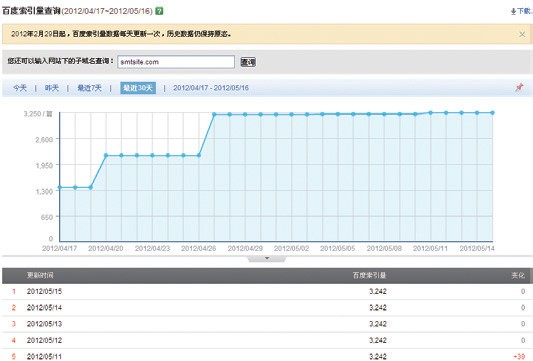 百度索引量查询(2012/04/17~2012/05/16) ? 下载
2012年2月29日起，百度索引数据每天更新一次，历史数据仍保持原态。 ×
您还可以输入网站下的子域名查询： smtsite.com 查询
今天 | 昨天 | 最近7天 | 最近30天 | 2012/04/17 - 2012/05/16
3,250 / 篇
2,600
1,950
1,300
650
0
2012/04/17 2012/04/20 2012/04/23 2012/04/26 2012/04/29 2012/05/02 2012/05/05 2012/05/08 2012/05/11 2012/05/14
更新时间 百度索引量 变化
1 2012/05/15 3,242 0
2 2012/05/14 3,242 0
3 2012/05/13 3,242 0
4 2012/05/12 3,242 0
5 2012/05/11 3,242 +39